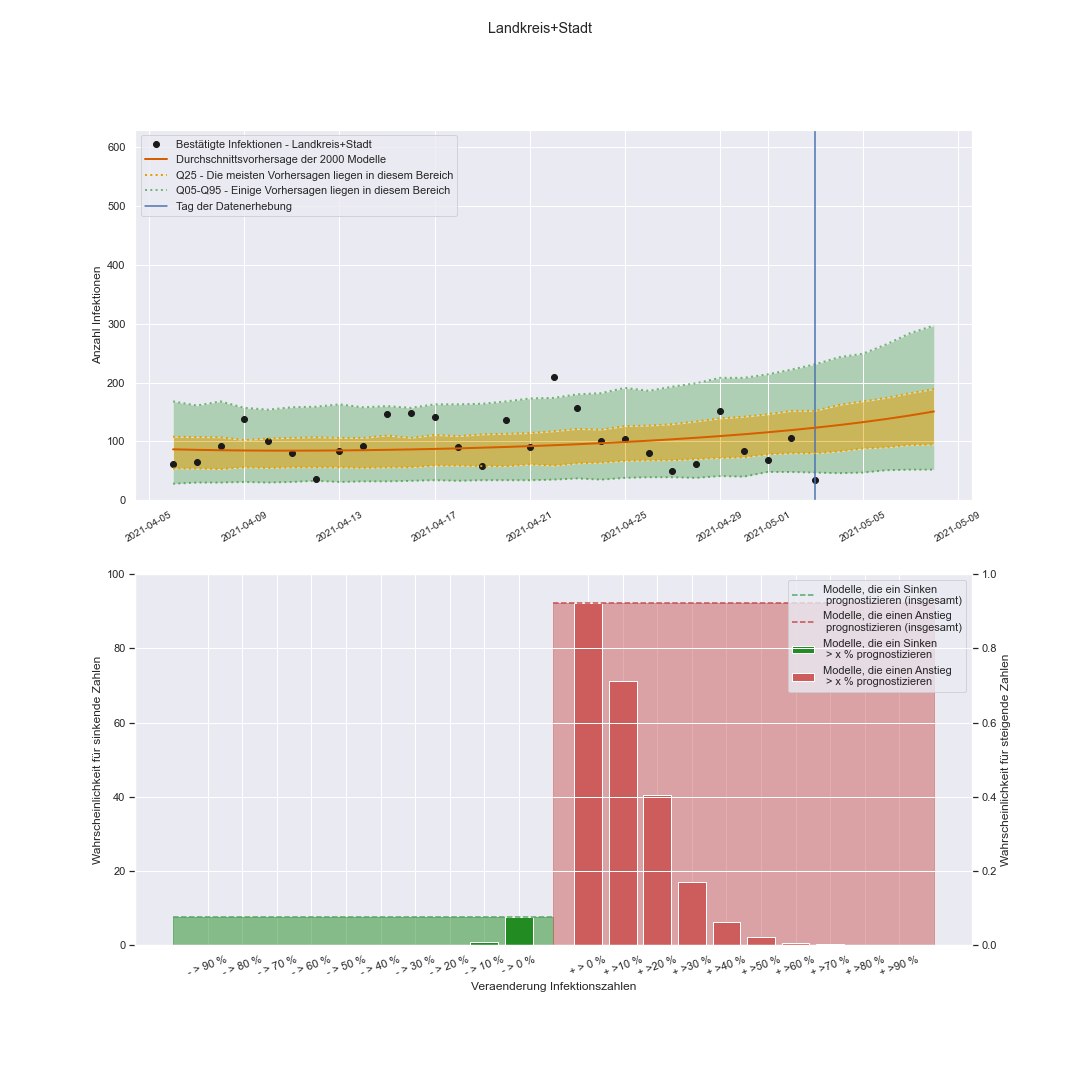 Landkreis+Stadt
600
500
400
300
200
100
0
Anzahl Infektionen
Bestätigte Infektionen - Landkreis+Stadt
Durchschnittsvorhersage der 2000 Modelle
Q25 - Die meisten Vorhersagen liegen in diesem Bereich
Q05-Q95 - Einige Vorhersagen liegen in diesem Bereich
Tag der Datenerhebung
2021-04-05
2021-04-09
2021-04-13
2021-04-17
2021-04-21
2021-04-25
2021-04-29
2021-05-01
2021-05-05
2021-05-09
100
80
60
40
20
0
Wahrscheinlichkeit für sinkende Zahlen
Modelle, die ein Sinken
prognostizieren (insgesamt)
Modelle, die einen Anstieg
prognostizieren (insgesamt)
Modelle, die ein Sinken
> x % prognostizieren
Modelle, die einen Anstieg
> x % prognostizieren
1.0
0.8
0.6
0.4
0.2
0.0
Wahrscheinlichkeit für steigende Zahlen
- > 90 %
- > 80 %
- > 70 %
- > 60 %
- > 50 %
- > 40 %
- > 30 %
- > 20 %
- > 10 %
- > 0 %
+ > 0 %
+ >10 %
+ >20 %
+ >30 %
+ >40 %
+ >50 %
+ >60 %
+ >70 %
+ >80 %
+ >90 %
Veraenderung Infektionszahlen